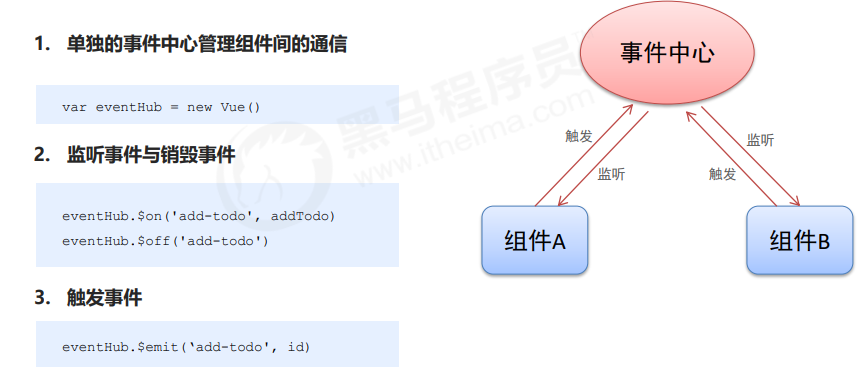 1. 单独的事件中心管理组件间的通信
var eventHub = new Vue()
2. 监听事件与销毁事件
eventHub.$on('add-todo', addTodo)
eventHub.$off('add-todo')
3. 触发事件
eventHub.$emit(‘add-todo', id)
事件中心
触发
监听
触发
监听
组件A
组件B
黑马程序员
www.itheima.com